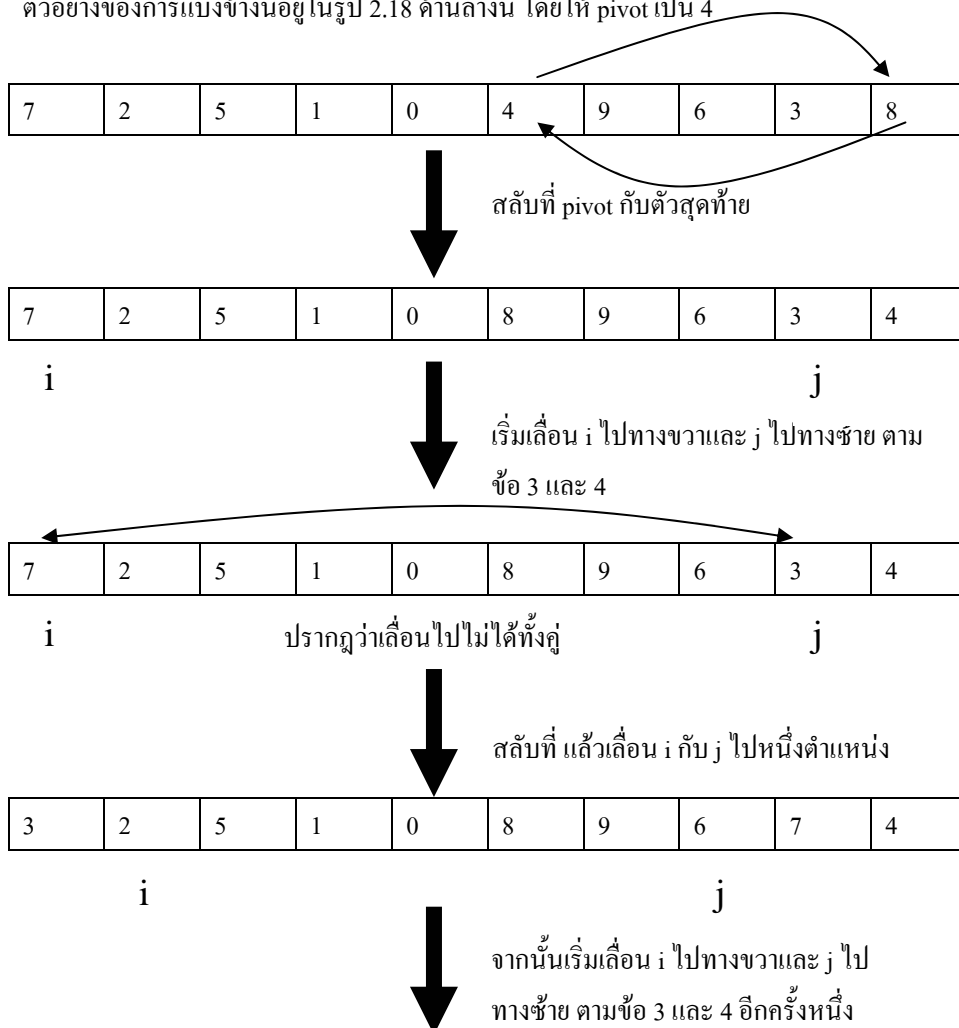 ตัวอย่างของการแบ่งข้างนี้อยู่ในรูป 2.18 ด้านล่างนี้ โดยให้ pivot เป็น 4
7 2 5 1 0 4 9 6 3 8
สลับที่ pivot กับตัวสุดท้าย
7 2 5 1 0 8 9 6 3 4
i j
เริ่มเลื่อน i ไปทางขวาและ j ไปทางซ้าย ตาม
ข้อ 3 และ 4
7 2 5 1 0 8 9 6 3 4
i ปรากฎว่าเลื่อนไปไม่ได้ทั้งคู่ j
สลับที่ แล้วเลื่อน i กับ j ไปหนึ่งตำแหน่ง
3 2 5 1 0 8 9 6 7 4
i j
จากนั้นเริ่มเลื่อน i ไปทางขวาและ j ไป
ทางซ้าย ตามข้อ 3 และ 4 อีกครั้งหนึ่ง